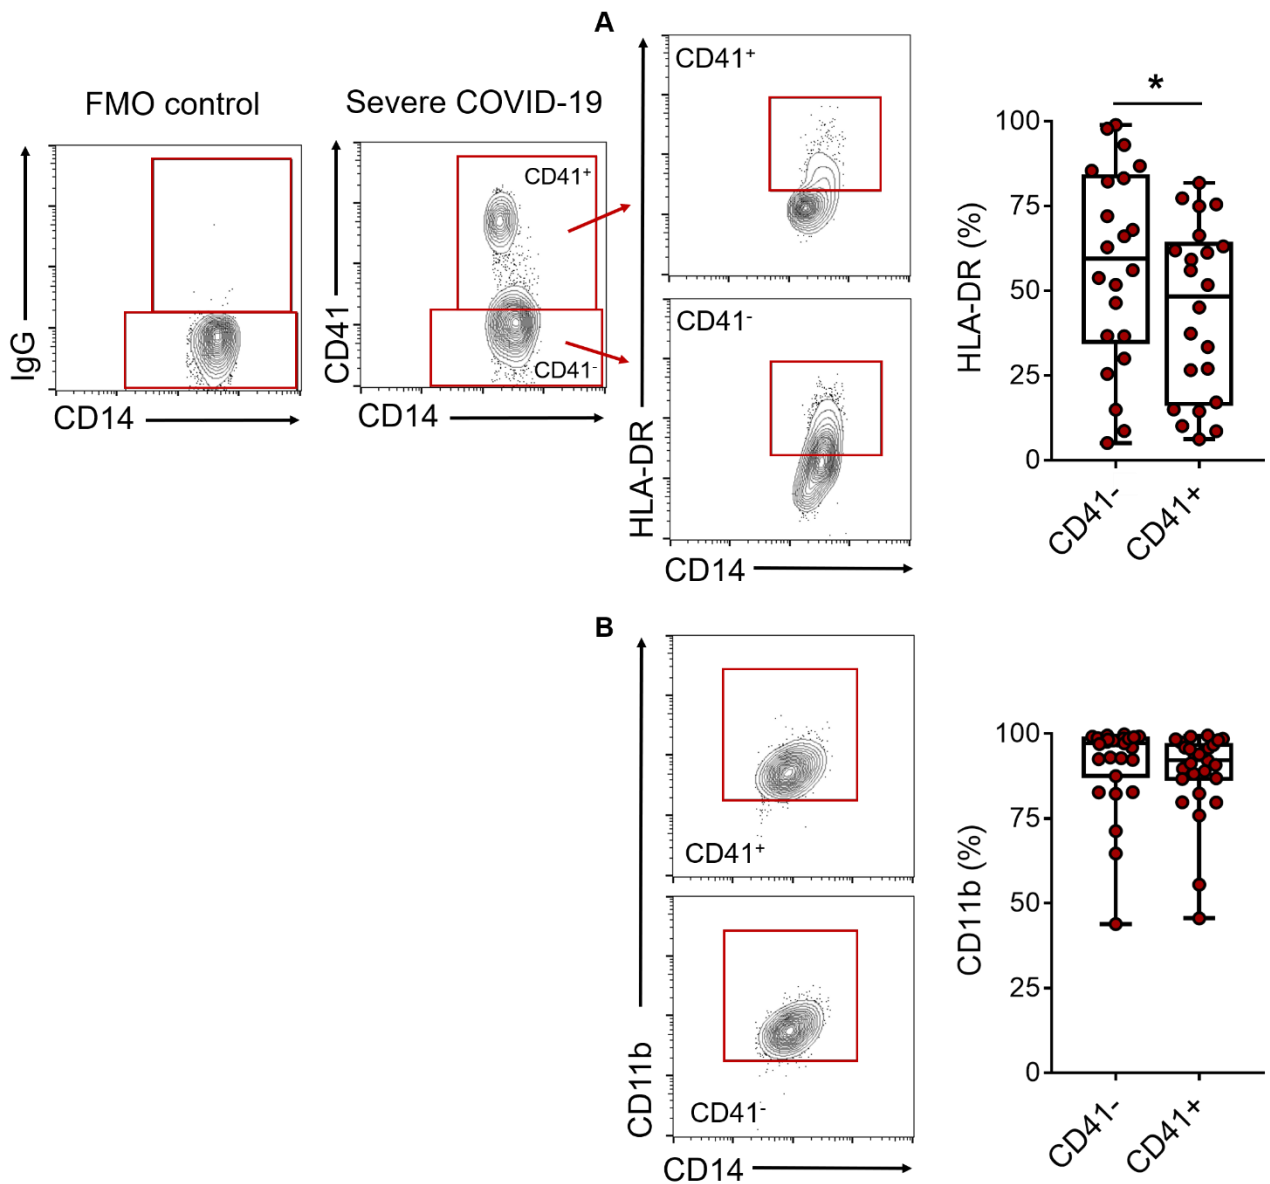 A
FMO control
Severe COVID-19
IgG
CD14
CD41
CD41+
CD41-
CD14
HLA-DR
CD41+
CD41-
CD14
*
HLA-DR (%)
100
75
50
25
0
CD41-
CD41+
B
CD11b
CD41+
CD41-
CD14
CD11b (%)
100
75
50
25
0
CD41-
CD41+